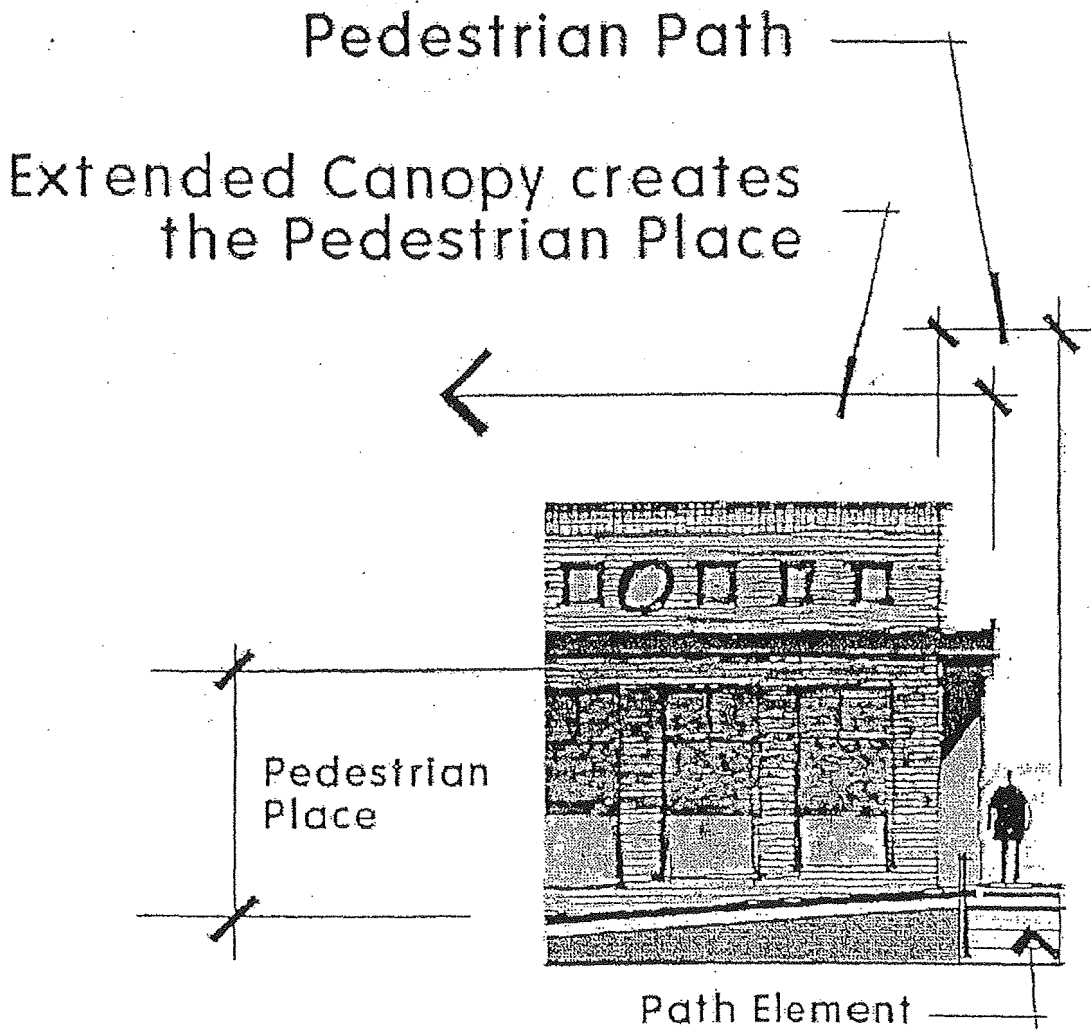 Pedestrian Path
Extended Canopy creates
the Pedestrian Place
Pedestrian
Place
Path Element